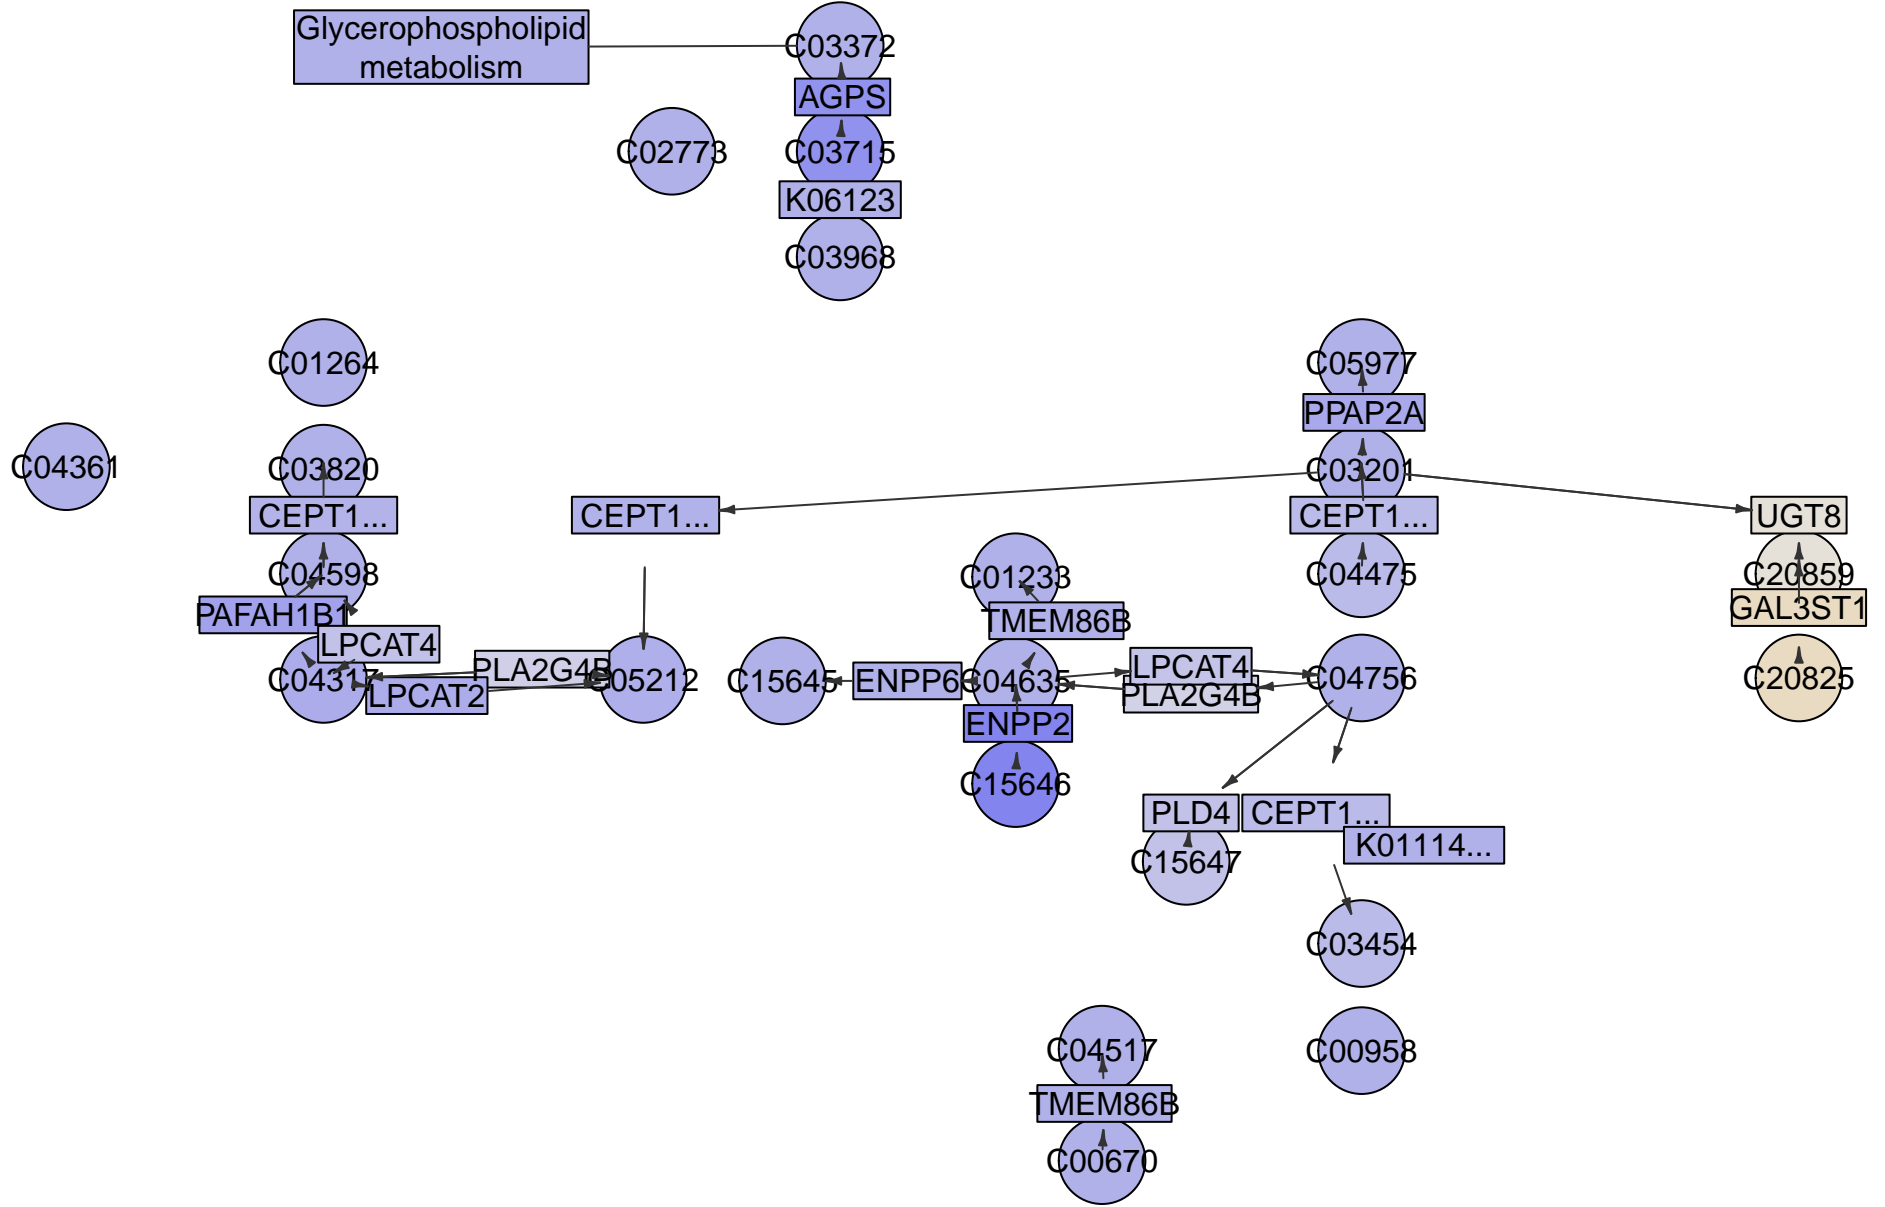 Glycerophospholipid
metabolism
C03372
AGPS
C02773
C03715
K06123
C03968
C01264
C05977
PPAP2A
C04361
C03820
C03201
CEPT1...
CEPT1...
CEPT1...
UGT8
C04598
C01233
C04475
C20859
PAFAH1B1
TMEM86B
GAL3ST1
LPCAT4
PLA2G4B
LPCAT4
C04317
LPCAT2
C05212
C15645
ENPP6
C04635
PLA2G4B
C04756
C20825
ENPP2
C15646
PLD4
CEPT1...
K01114...
C15647
C03454
C04517
C00958
TMEM86B
C00670